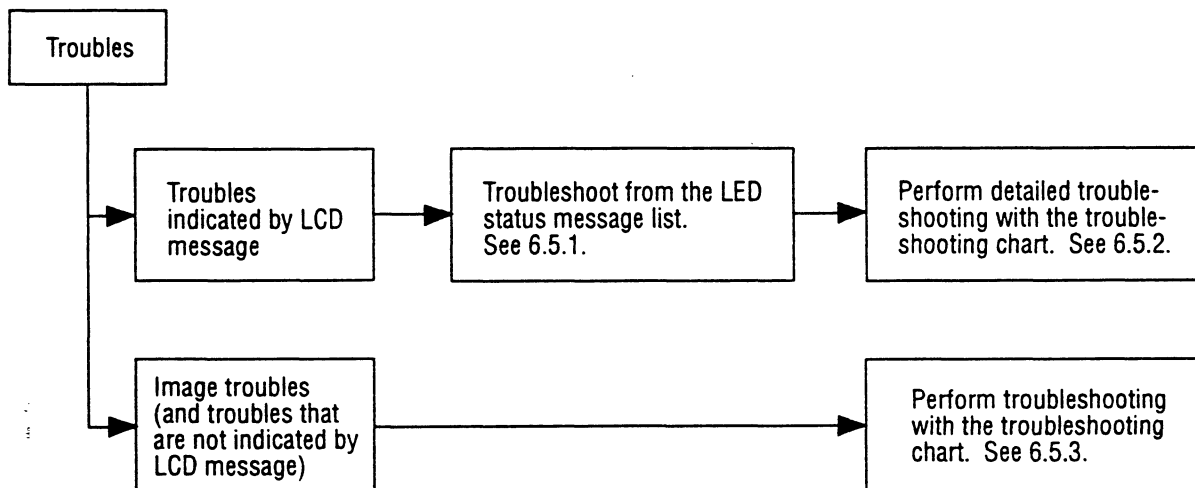 Troubles
Troubles
indicated by LCD
message
Troubleshoot from the LED
status message list.
See 6.5.1.
Perform detailed trouble-
shooting with the trouble-
shooting chart. See 6.5.2.
Image troubles
(and troubles that
are not indicated by
LCD message)
Perform troubleshooting
with the troubleshooting
chart. See 6.5.3.